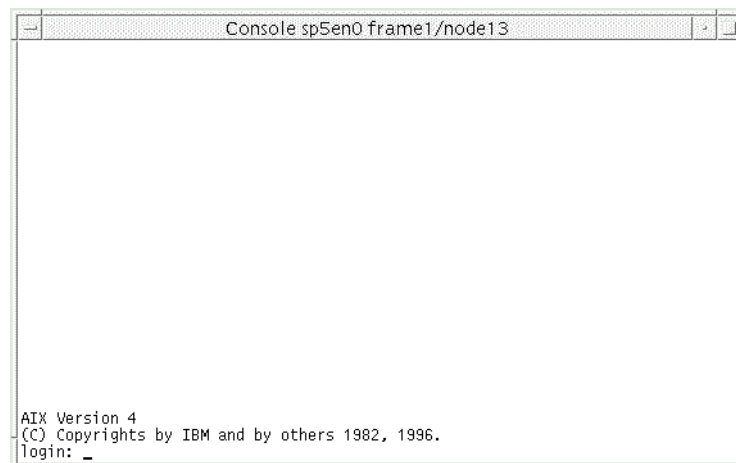 Console sp5en0 frame1/node13
AIX Version 4
(C) Copyrights by IBM and by others 1982, 1996.
login: _